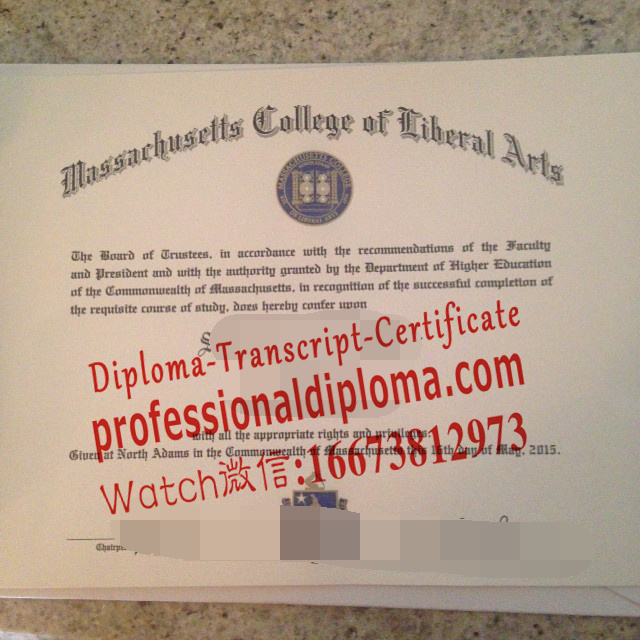 Massachusetts College of Liberal Arts
The Board of Trustees, in accordance with the recommendations of the Faculty
and President and with the authority granted by the Department of Higher Education
of the Commonwealth of Massachusetts, in recognition of the successful completion of
the requisite course of study, does hereby confer upon
Diploma-Transcript-Certificate
professionaldiploma.com
with all the appropriate rights and privileges.
Given at North Adams in the Commonwealth of Massachusetts this 16th day of May, 2015.
Watch微信:16673812973